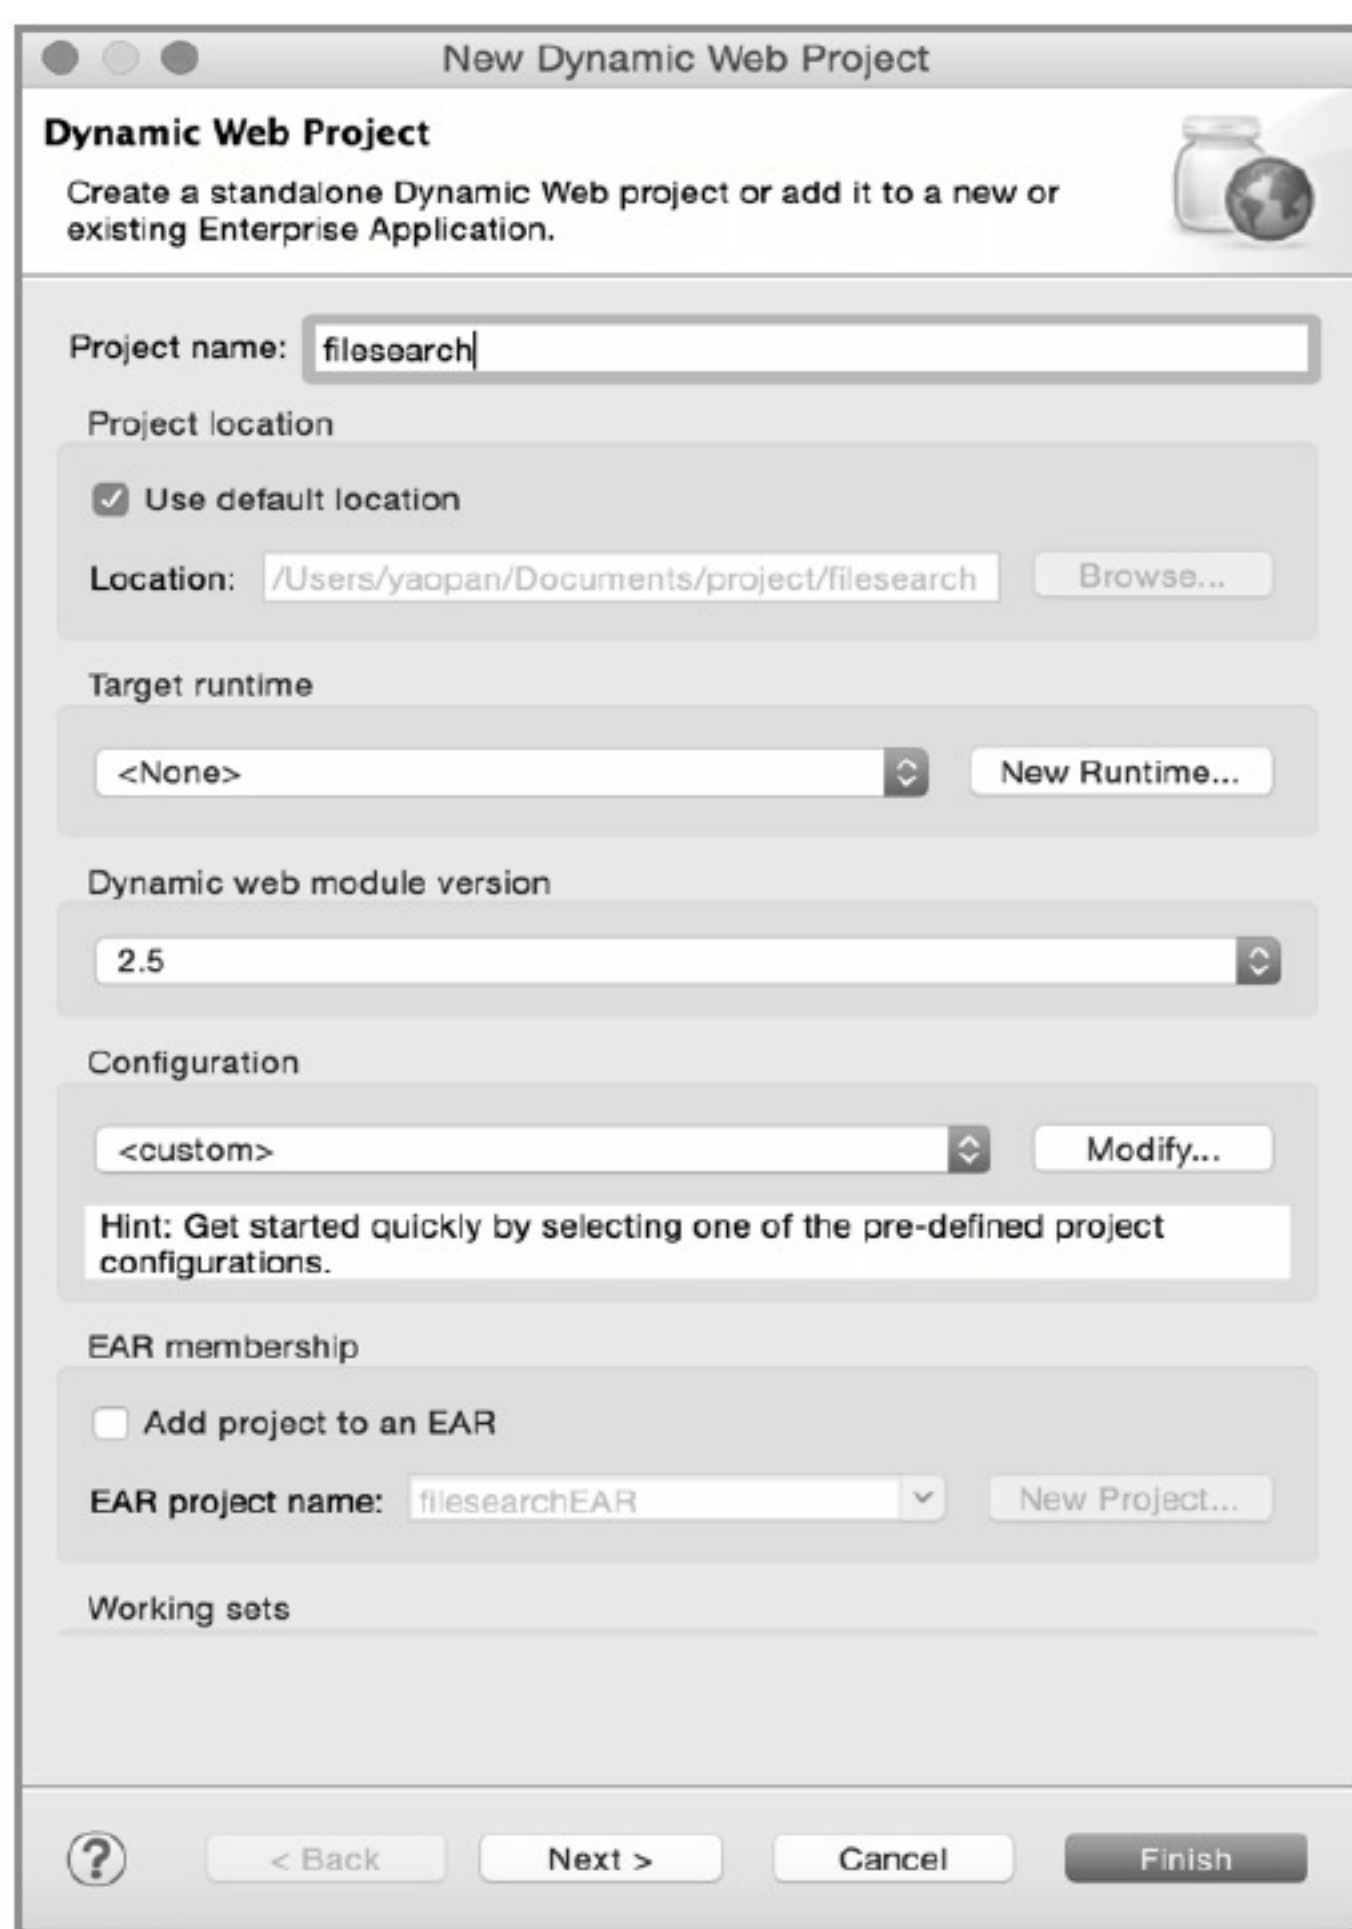 New Dynamic Web Project
Dynamic Web Project
Create a standalone Dynamic Web project or add it to a new or
existing Enterprise Application.
Project name: filesearch
Project location
Use default location
Location: /Users/yaopan/Documents/project/filesearch Browse...
Target runtime
<None> New Runtime...
Dynamic web module version
2.5
Configuration
<custom> Modify...
Hint: Get started quickly by selecting one of the pre-defined project
configurations.
EAR membership
Add project to an EAR
EAR project name: filesearchEAR New Project...
Working sets
? < Back Next > Cancel Finish